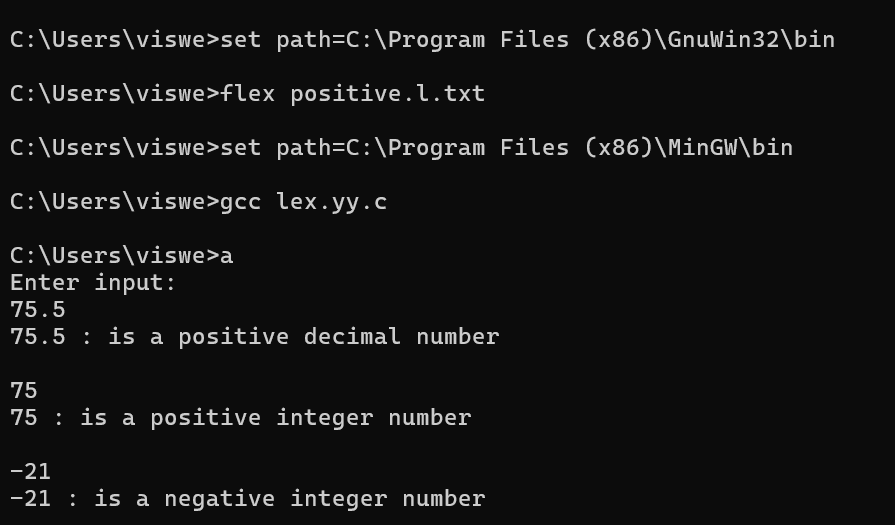 C:\Users\viswe>set path=C:\Program Files (x86)\GnuWin32\bin
C:\Users\viswe>flex positive.l.txt
C:\Users\viswe>set path=C:\Program Files (x86)\MinGW\bin
C:\Users\viswe>gcc lex.yy.c
C:\Users\viswe>a
Enter input:
75.5
75.5 : is a positive decimal number
75
75 : is a positive integer number
-21
-21 : is a negative integer number